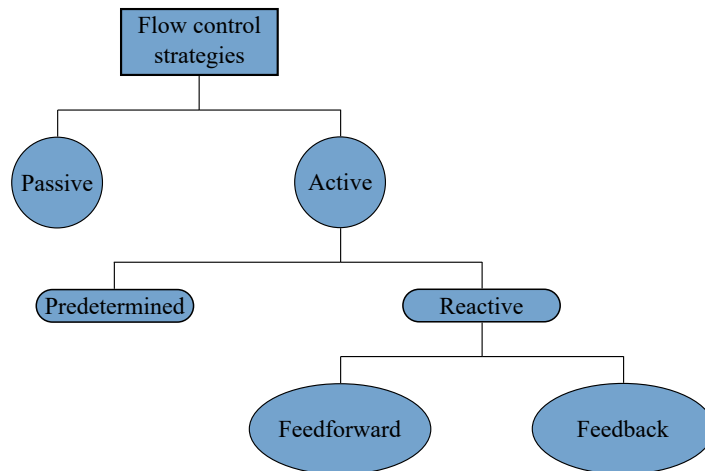 Flow control
strategies
Passive
Active
Predetermined
Reactive
Feedforward
Feedback